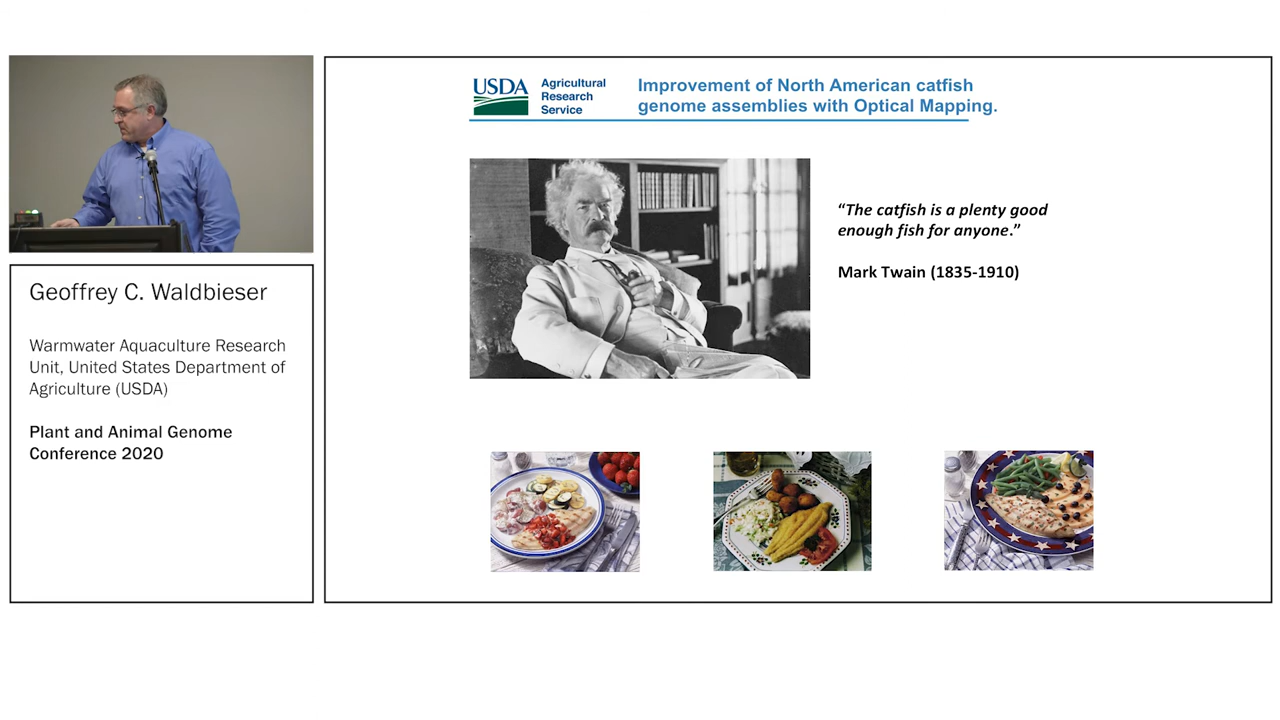 Geoffrey C. Waldbieser
Warmwater Aquaculture Research
Unit, United States Department of
Agriculture (USDA)
Plant and Animal Genome
Conference 2020
USDA
Agricultural
Research
Service
Improvement of North American catfish
genome assemblies with Optical Mapping.
“The catfish is a plenty good
enough fish for anyone.”
Mark Twain (1835-1910)